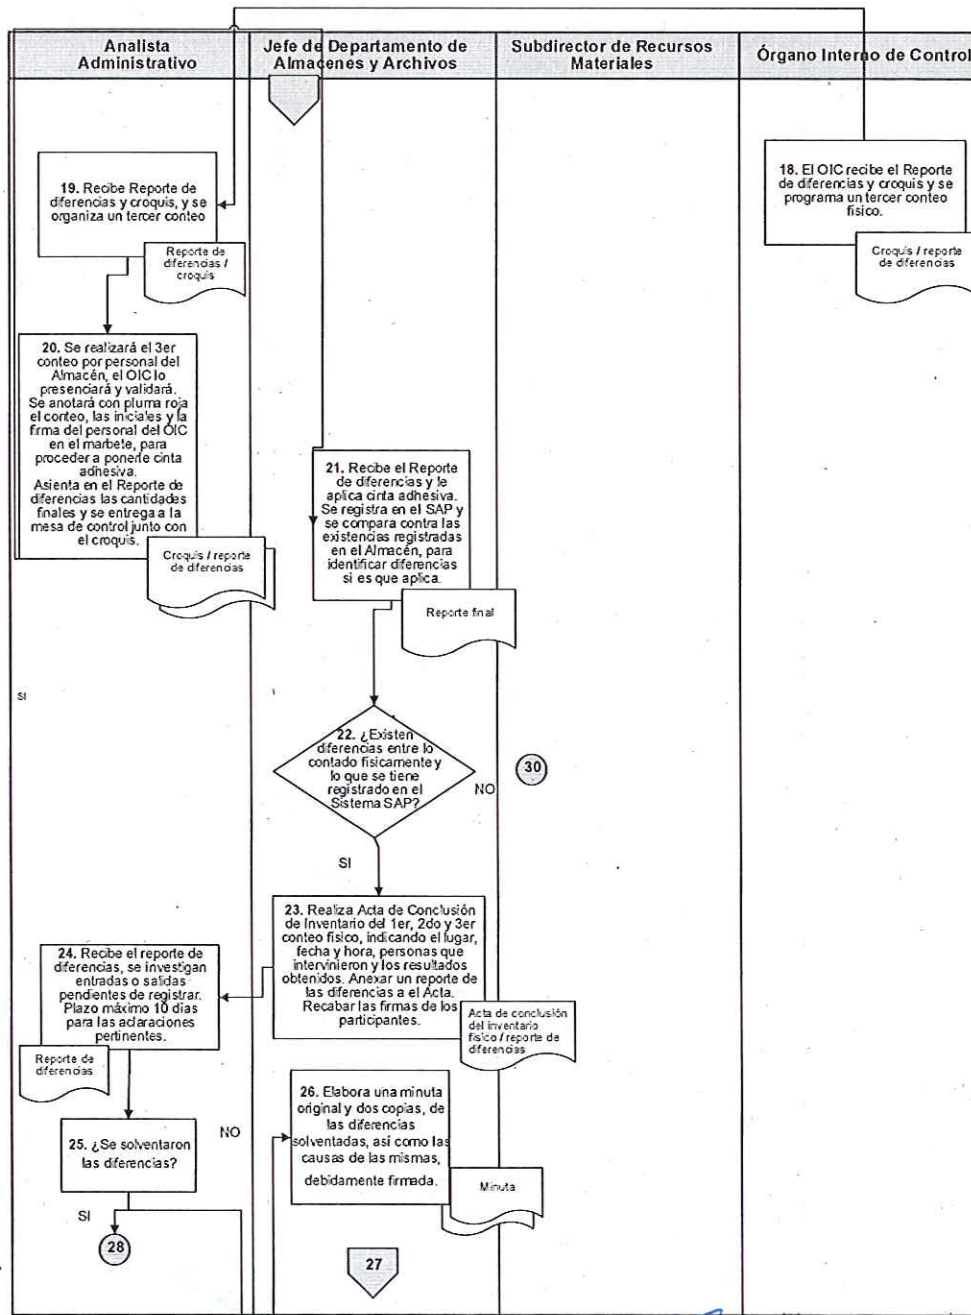 Analista
Administrativo
Jefe de Departamento de
Almacenes y Archivos
Subdirector de Recursos
Materiales
Órgano Interno de Control
18. El OIC recibe el Reporte
de diferencias y croquis y se
programa un tercer conteo
físico.
Croquis / reporte
de diferencias
19. Recibe Reporte de
diferencias y croquis, y se
organiza un tercer conteo
Reporte de
diferencias /
croquis
20. Se realizará el 3er
conteo por personal del
Almacén, el OIC lo
presenciará y validará.
Se anotará con pluma roja
el conteo, las iniciales y la
firma del personal del OIC
en el marbete, para
proceder a ponerle cinta
adhesiva.
Asienta en el Reporte de
diferencias las cantidades
finales y se entrega a la
mesa de control junto con
el croquis.
Croquis / reporte
de diferencias
21. Recibe el Reporte
de diferencias y le
aplica cinta adhesiva.
Se registra en el SAP y
se compara contra las
existencias registradas
en el Almacén, para
identificar diferencias
si es que aplica.
Reporte final
SI
22. ¿Existen
diferencias entre lo
contado físicamente y
lo que se tiene
registrado en el
Sistema SAP?
NO
30
SI
23. Realiza Acta de Conclusión
de Inventario del 1er, 2do y 3er
conteo físico, indicando el lugar,
fecha y hora, personas que
intervinieron y los resultados
obtenidos. Anexar un reporte de
las diferencias a el Acta.
Recabar las firmas de los
participantes.
Acta de conclusión
del inventario
físico / reporte de
diferencias
24. Recibe el reporte de
diferencias, se investigan
entradas o salidas
pendientes de registrar.
Plazo máximo 10 días
para las aclaraciones
pertinentes.
Reporte de
diferencias
25. ¿Se solventaron
las diferencias?
NO
SI
28
26. Elabora una minuta
original y dos copias, de
las diferencias
solventadas, así como las
causas de las mismas,
debidamente firmada.
Minuta
27